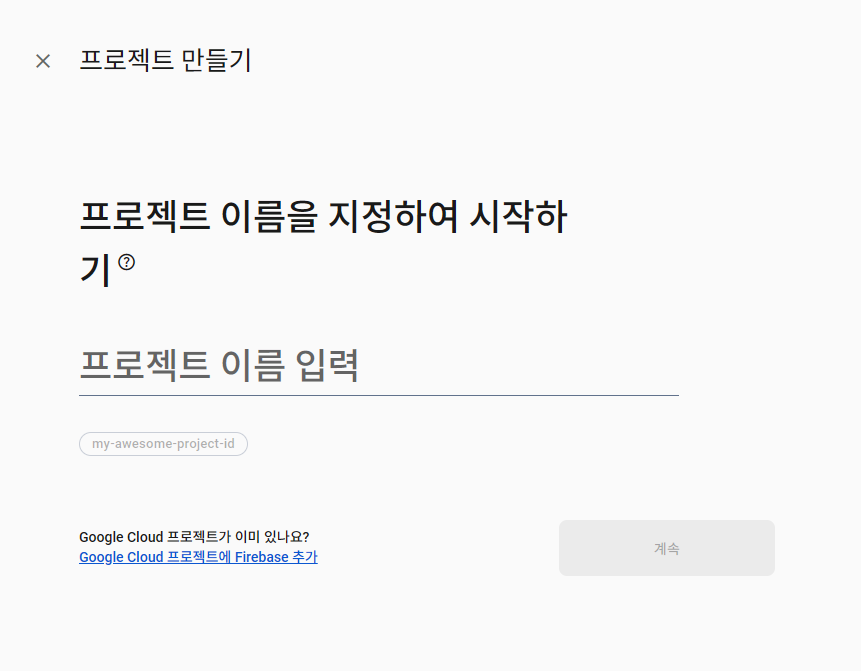 프로젝트 만들기
프로젝트 이름을 지정하여 시작하
기
프로젝트 이름 입력
my-awesome-project-id
Google Cloud 프로젝트가 이미 있나요?
Google Cloud 프로젝트에 Firebase 추가
계속